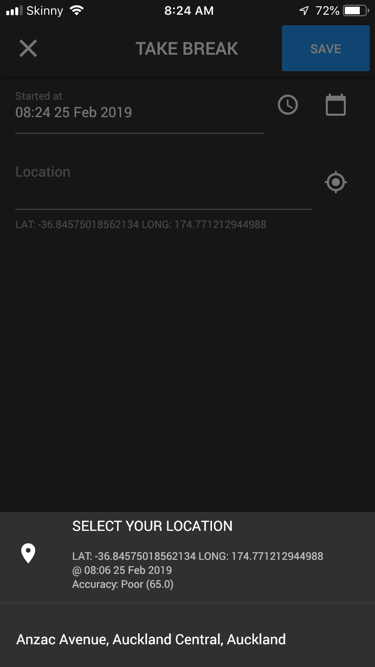 Skinny 8:24 AM 72%
TAKE BREAK SAVE
Started at
08:24 25 Feb 2019
Location
LAT: -36.84575018562134 LONG: 174.771212944988
SELECT YOUR LOCATION
LAT: -36.84575018562134 LONG: 174.771212944988
@ 08:06 25 Feb 2019
Accuracy: Poor (65.0)
Anzac Avenue, Auckland Central, Auckland